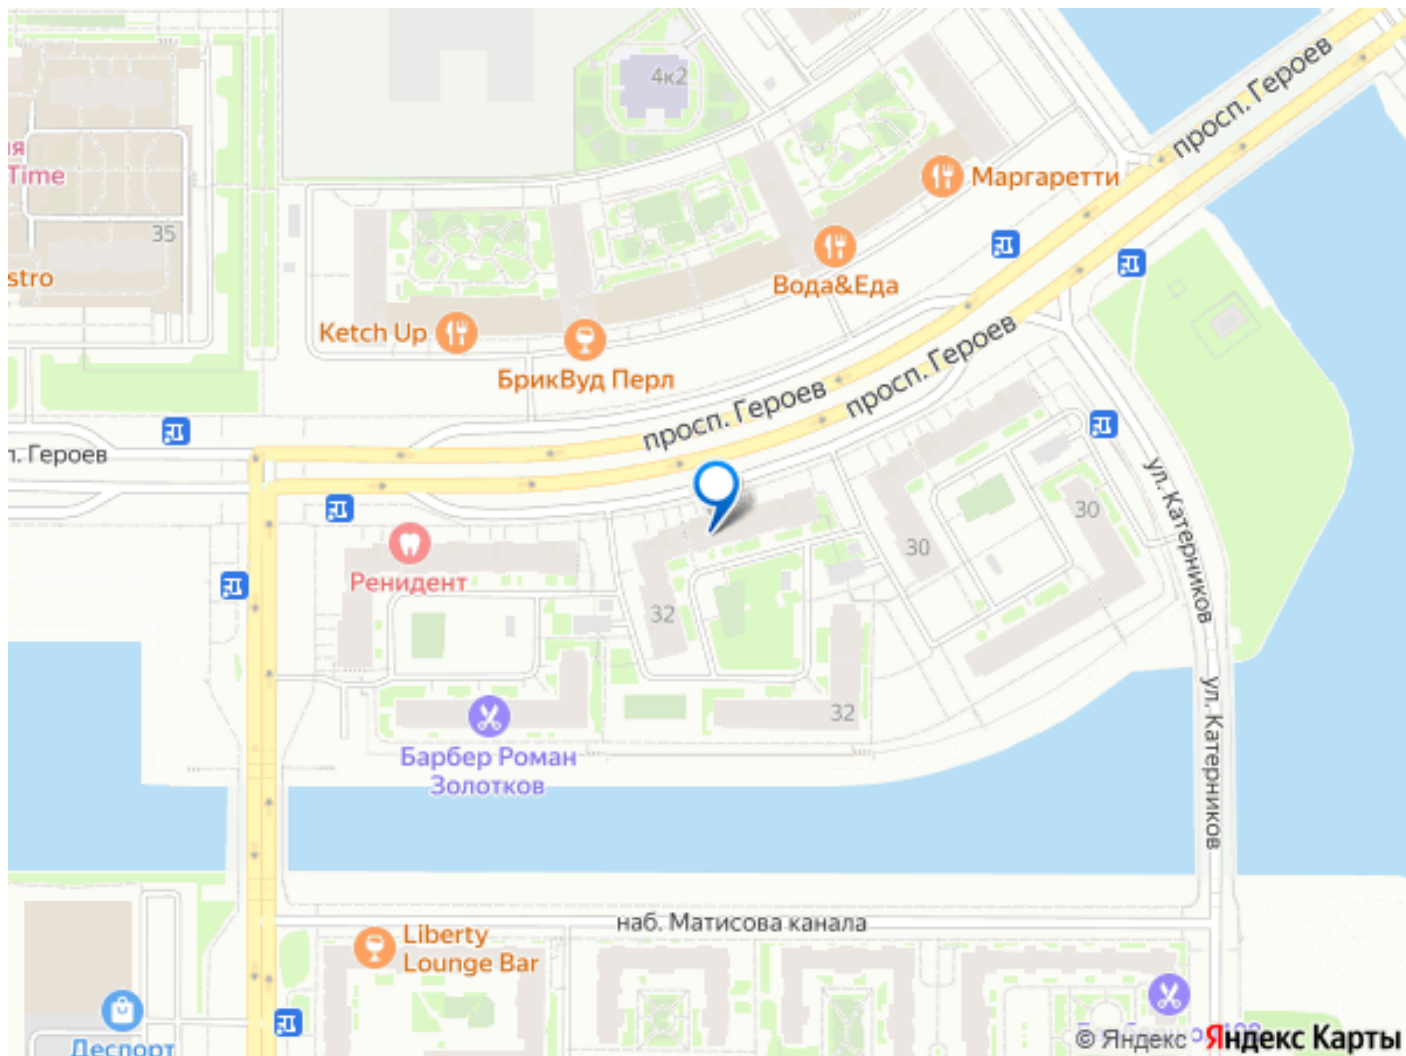 4к2
просп. Героев
ия
Time
Маргаретти
35
stro
Вода&Еда
Ketch Up
БрикВуд Перл
просп. Героев
просп. Героев
п. Героев
ул. Катерников
30
30
Ренидент
32
32
ул. Катерников
Барбер Роман
Золотков
наб. Матисова канала
Liberty
Lounge Bar
Деспорт
© Яндекс Яндекс Карты